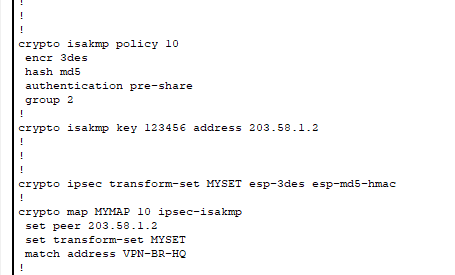 !
!
!
crypto isakmp policy 10
 encr 3des
 hash md5
 authentication pre-share
 group 2
!
crypto isakmp key 123456 address 203.58.1.2
!
!
!
crypto ipsec transform-set MYSET esp-3des esp-md5-hmac
!
crypto map MYMAP 10 ipsec-isakmp
 set peer 203.58.1.2
 set transform-set MYSET
 match address VPN-BR-HQ
!